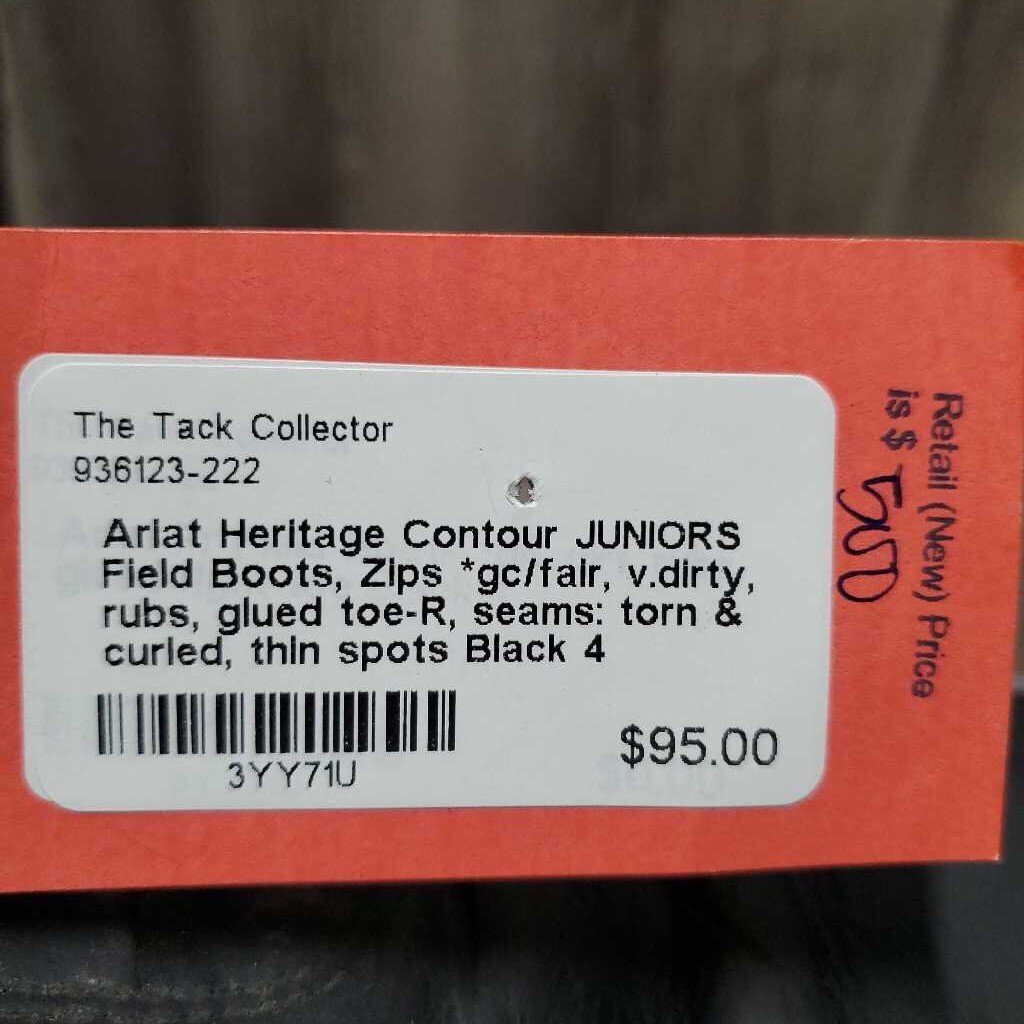 The Tack Collector
936123-222
Ariat Heritage Contour JUNIORS
Field Boots, Zips *gc/fair, v.dirty,
rubs, glued toe-R, seams: torn &
curled, thin spots Black 4
3YY71U
$95.00
Retail (New) Price
is $ 500